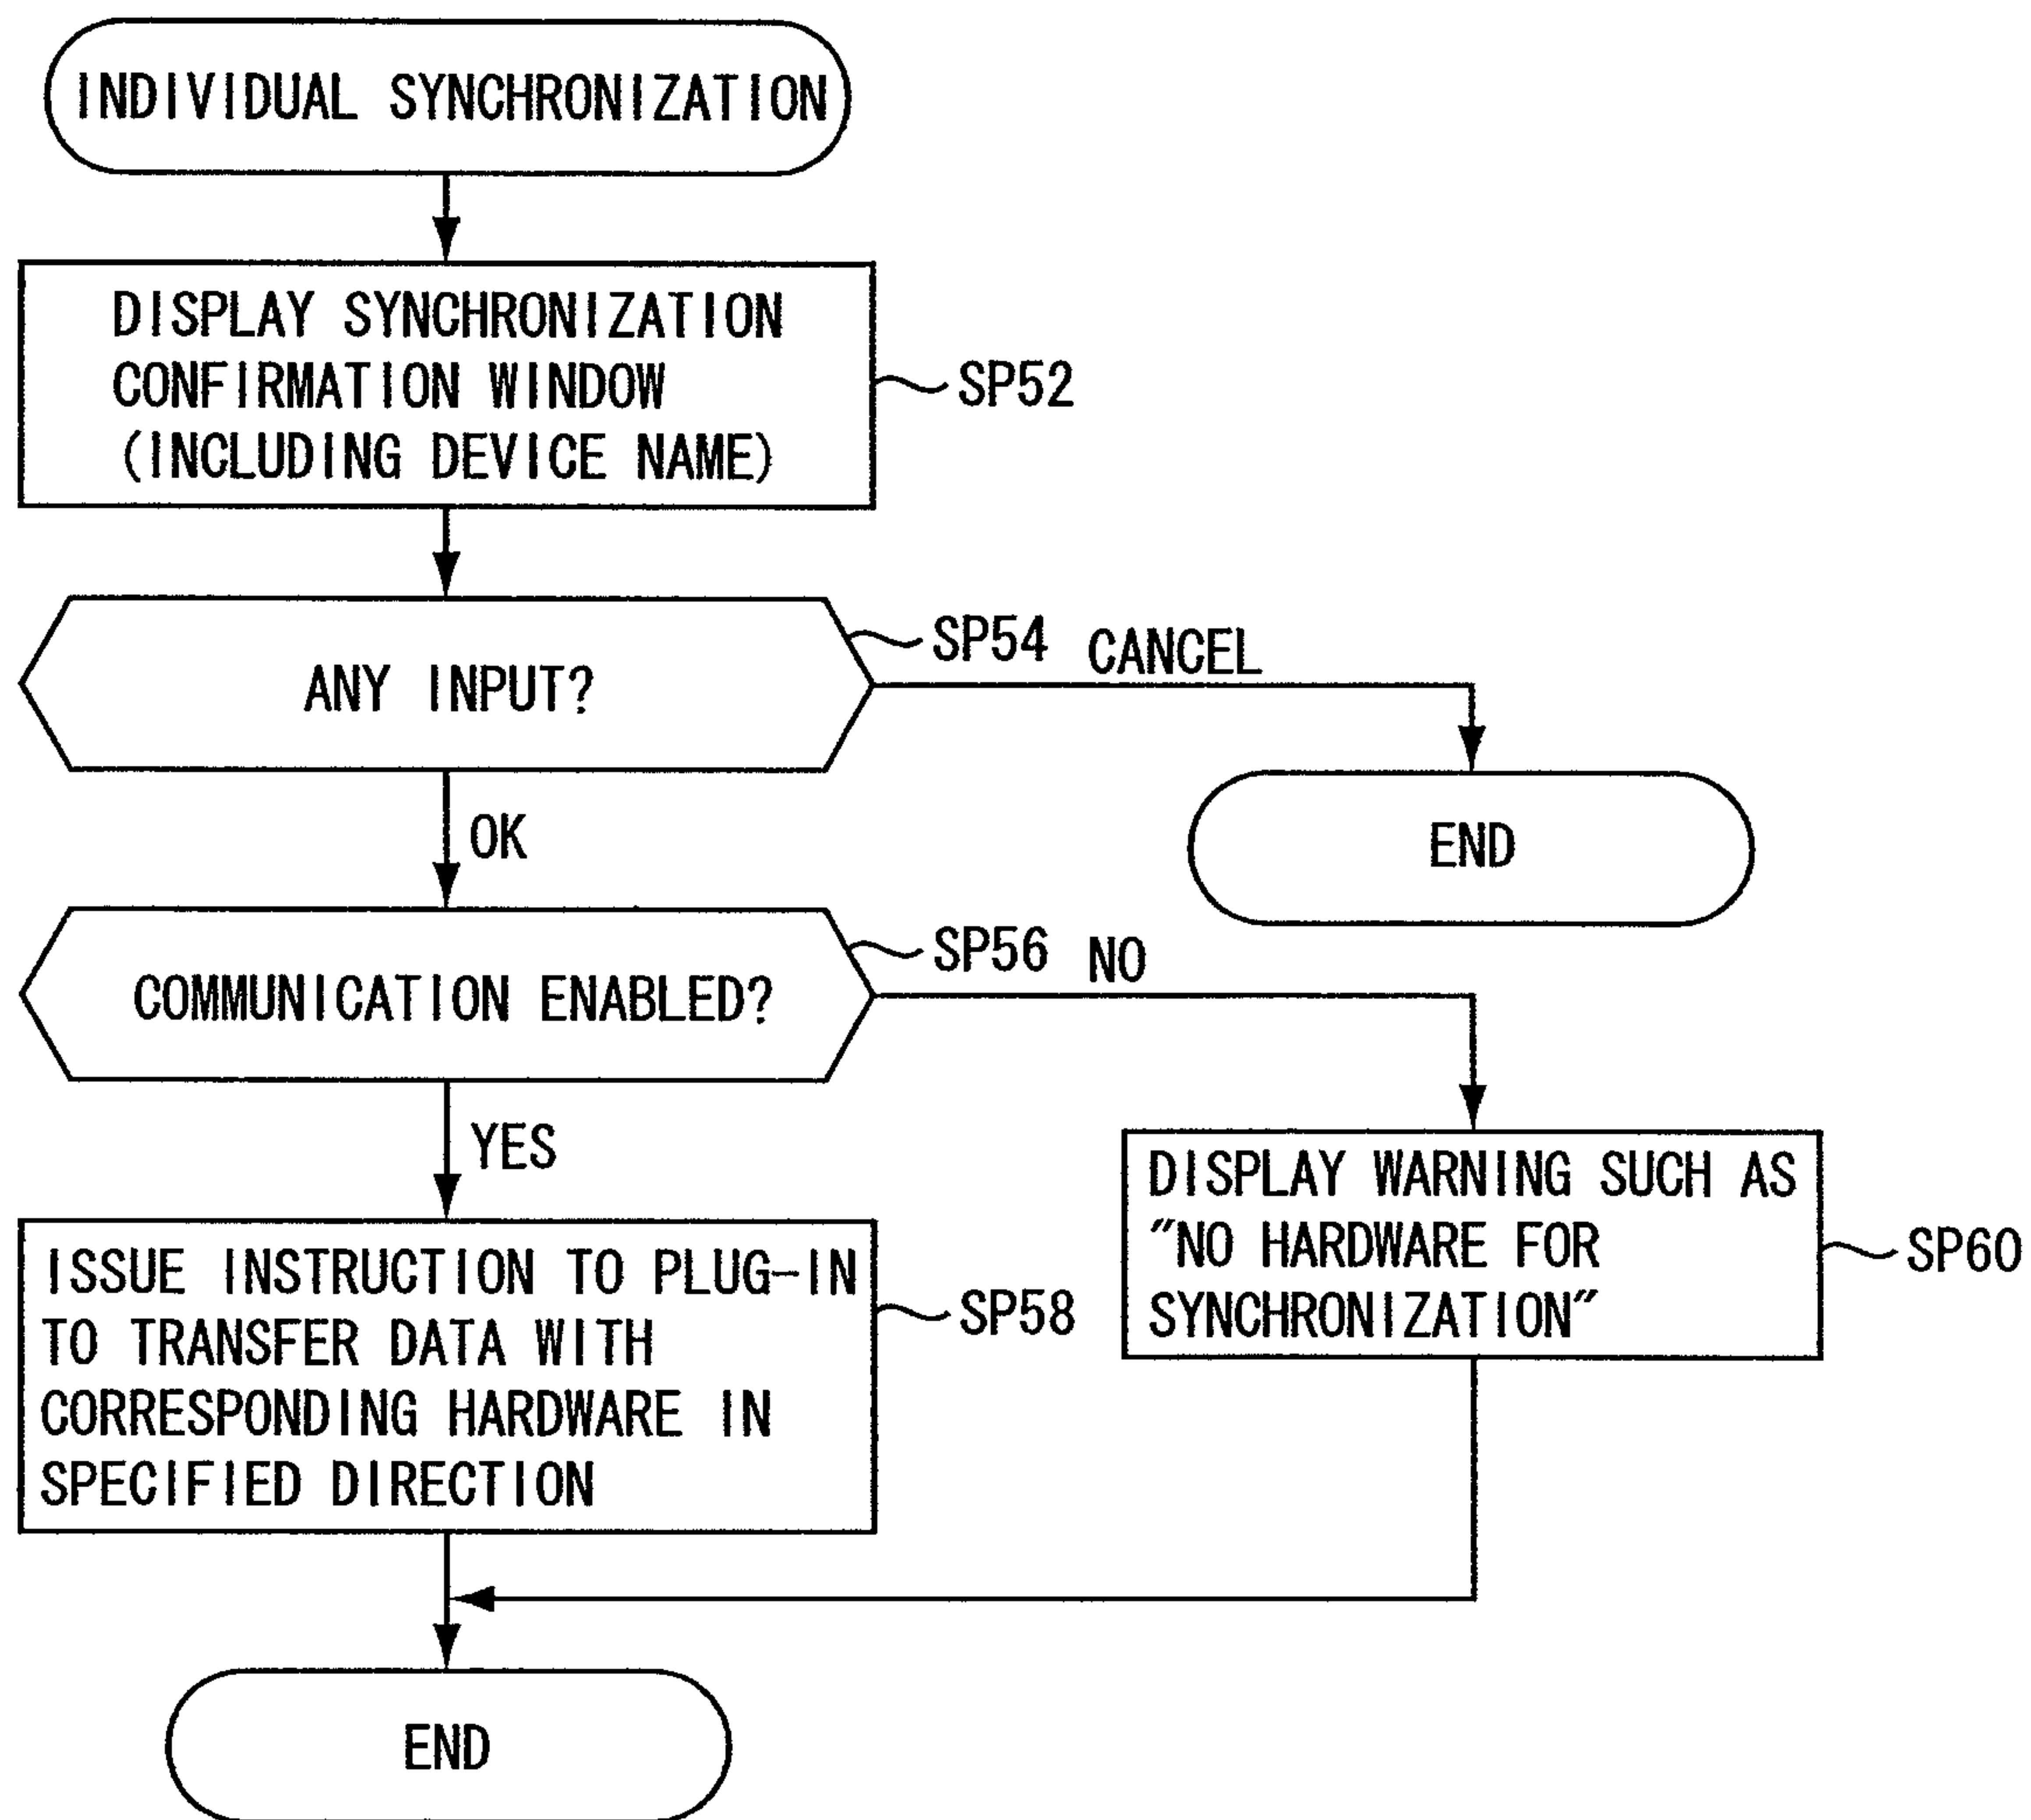 INDIVIDUAL SYNCHRONIZATION
DISPLAY SYNCHRONIZATION
CONFIRMATION WINDOW
(INCLUDING DEVICE NAME)
SP52
SP54
CANCEL
ANY INPUT?
END
OK
SP56
NO
COMMUNICATION ENABLED?
YES
DISPLAY WARNING SUCH AS
"NO HARDWARE FOR
SYNCHRONIZATION"
SP60
ISSUE INSTRUCTION TO PLUG-IN
TO TRANSFER DATA WITH
CORRESPONDING HARDWARE IN
SPECIFIED DIRECTION
SP58
END